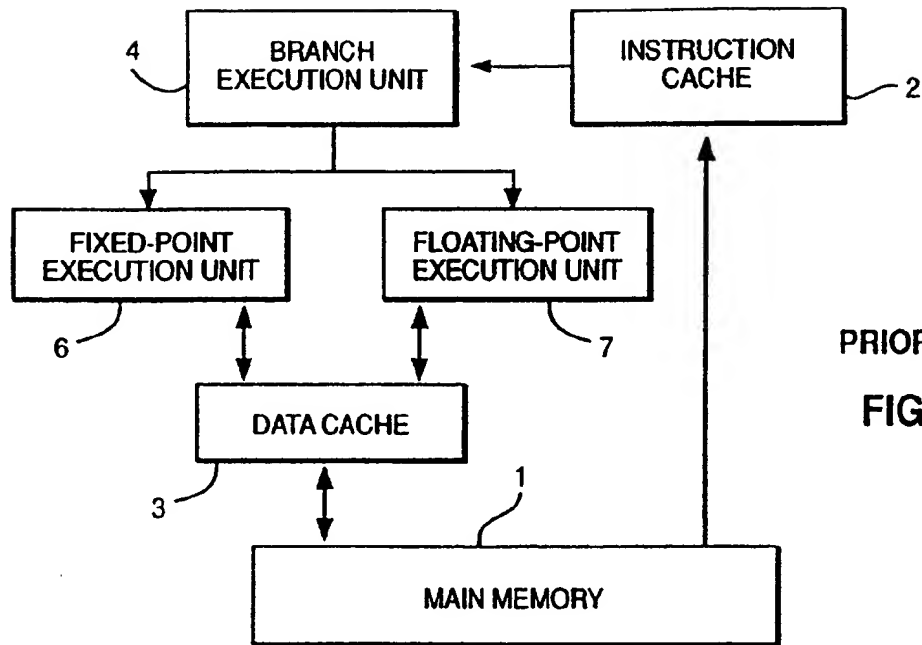 4
BRANCH
EXECUTION UNIT
INSTRUCTION
CACHE
2
FIXED-POINT
EXECUTION UNIT
FLOATING-POINT
EXECUTION UNIT
6
7
PRIOR
FIG
DATA CACHE
3
1
MAIN MEMORY